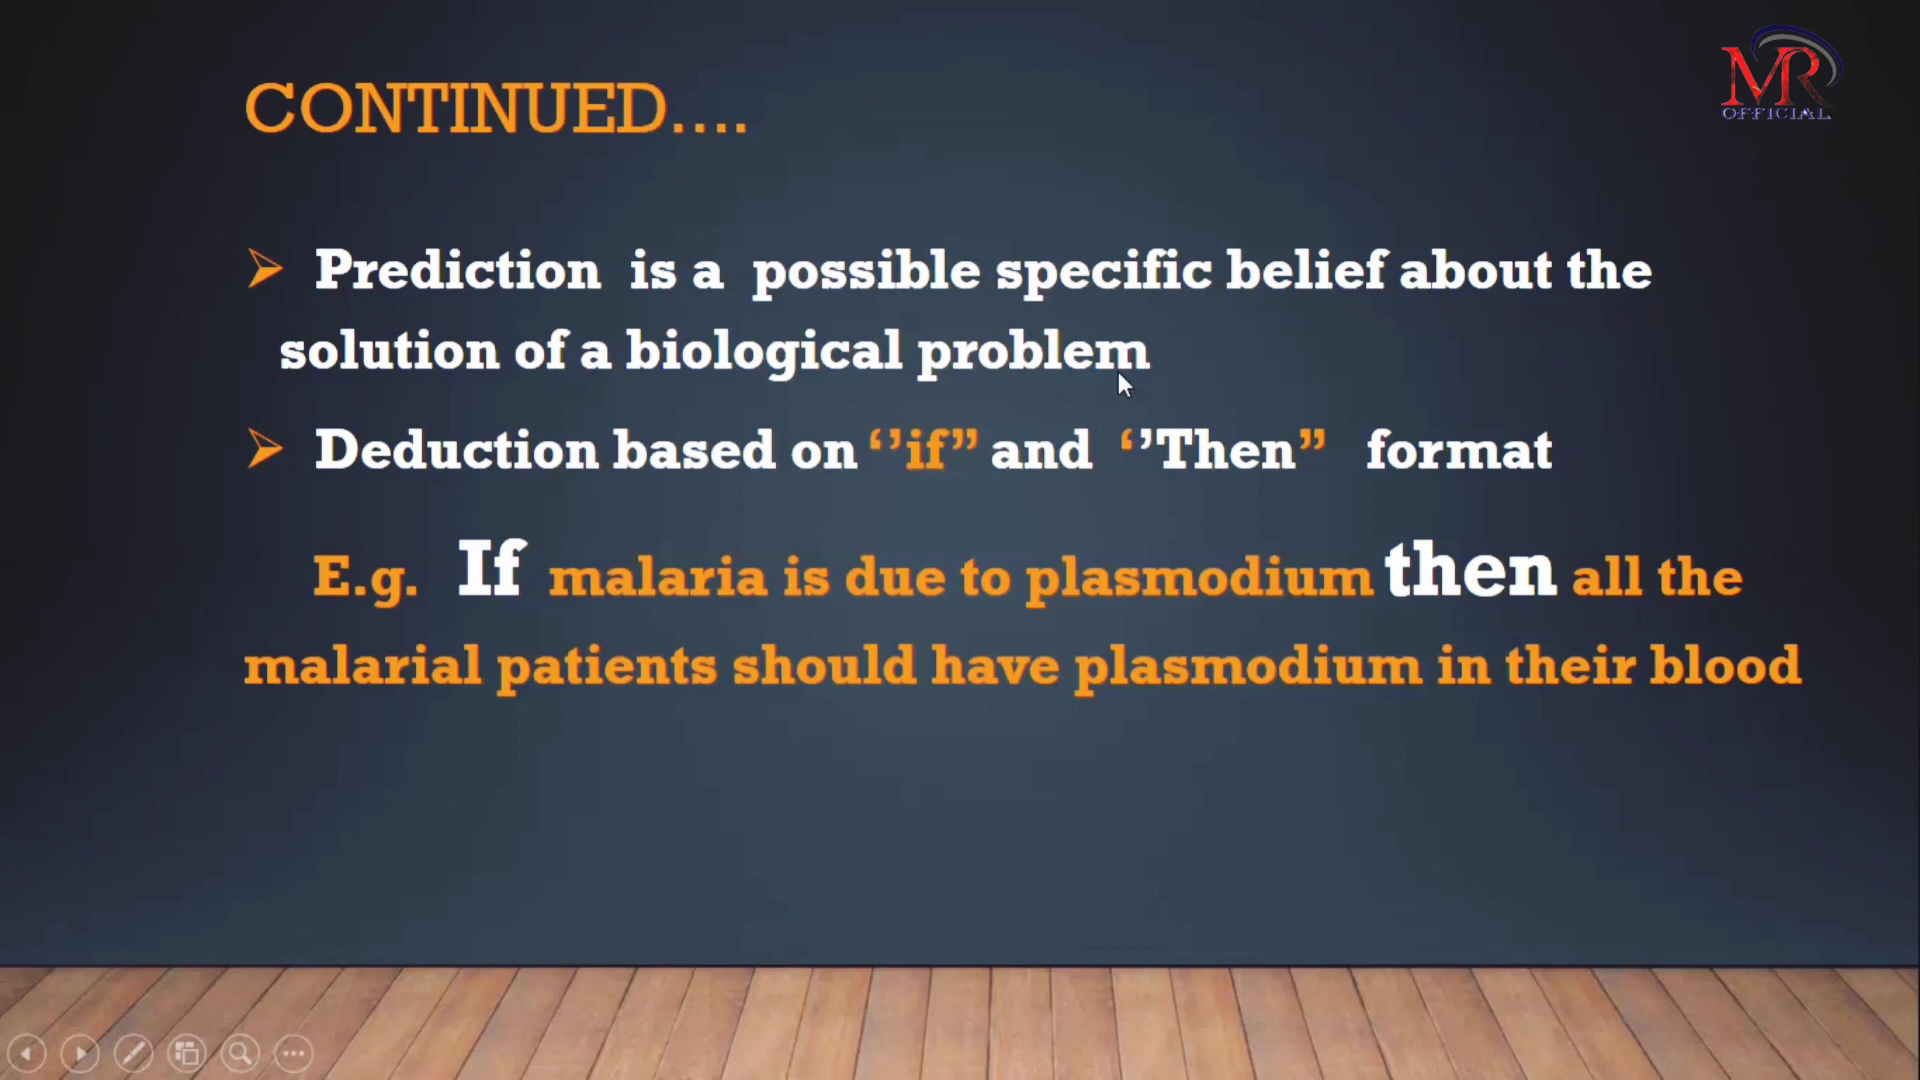 MR
OFFICIAL
CONTINUED....
Prediction is a possible specific belief about the
solution of a biological problem
Deduction based on ‘’if” and ‘’Then” format
E.g. If malaria is due to plasmodium then all the
malarial patients should have plasmodium in their blood